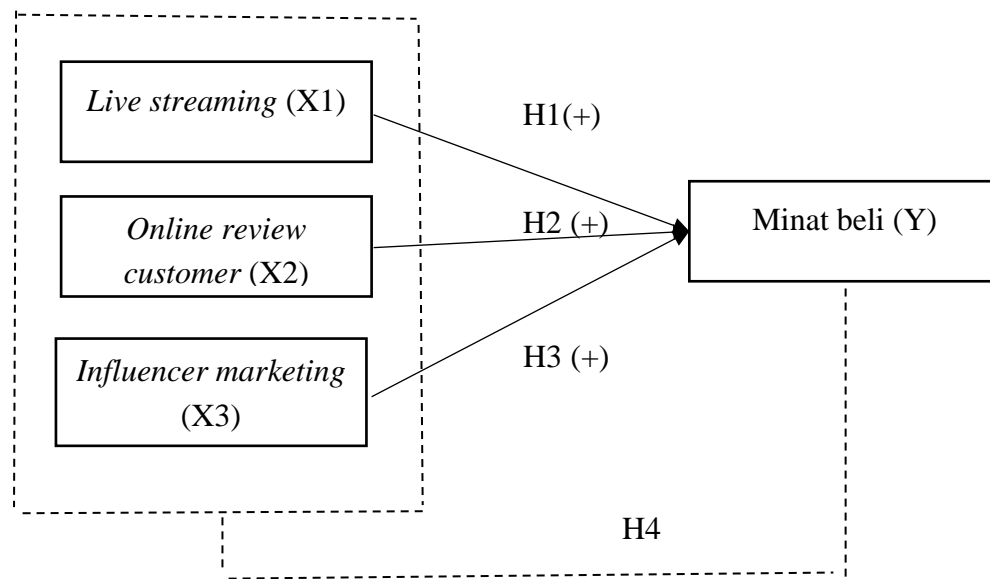 Live streaming (X1)
H1(+)
Online review
customer (X2)
H2 (+)
Minat beli (Y)
Influencer marketing
(X3)
H3 (+)
H4